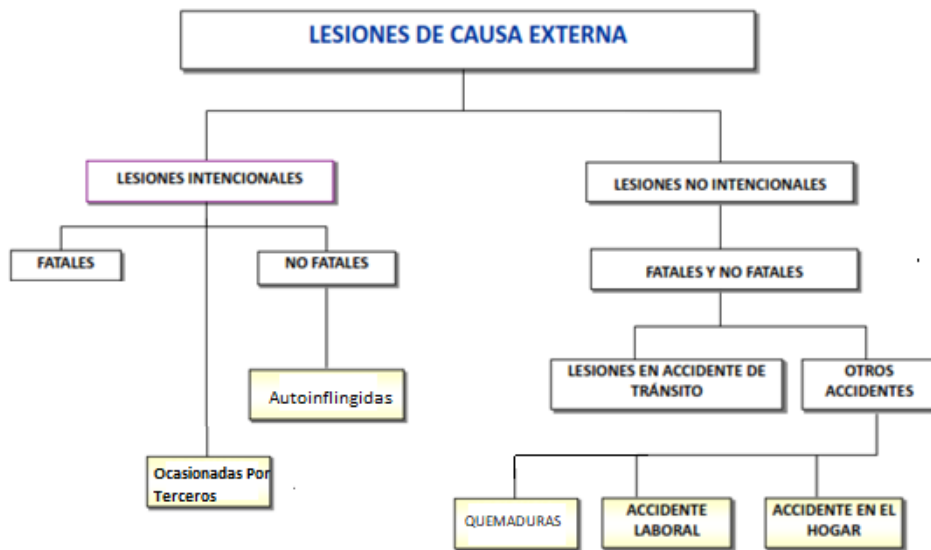 LESIONES DE CAUSA EXTERNA
LESIONES INTENCIONALES
LESIONES NO INTENCIONALES
FATALES
NO FATALES
FATALES Y NO FATALES
LESIONES EN ACCIDENTE DE
TRÁNSITO
OTROS
ACCIDENTES
Autoinflingidas
Ocasionadas Por
Terceros
QUEMADURAS
ACCIDENTE
LABORAL
ACCIDENTE EN EL
HOGAR